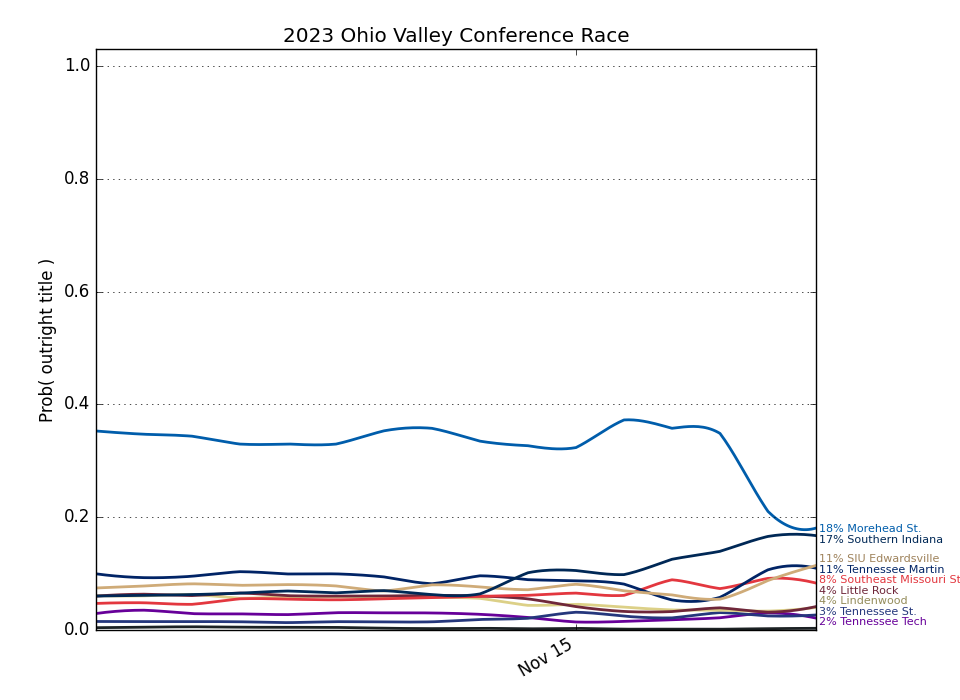 2023 Ohio Valley Conference Race
1.0
0.8
0.6
0.4
0.2
0.0
Prob( outright title )
Nov 15
18% Morehead St.
17% Southern Indiana
11% SIU Edwardsville
11% Tennessee Martin
8% Southeast Missouri St
4% Little Rock
4% Lindenwood
3% Tennessee St.
2% Tennessee Tech